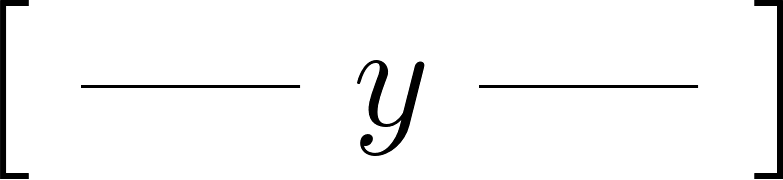 [ — y — ]